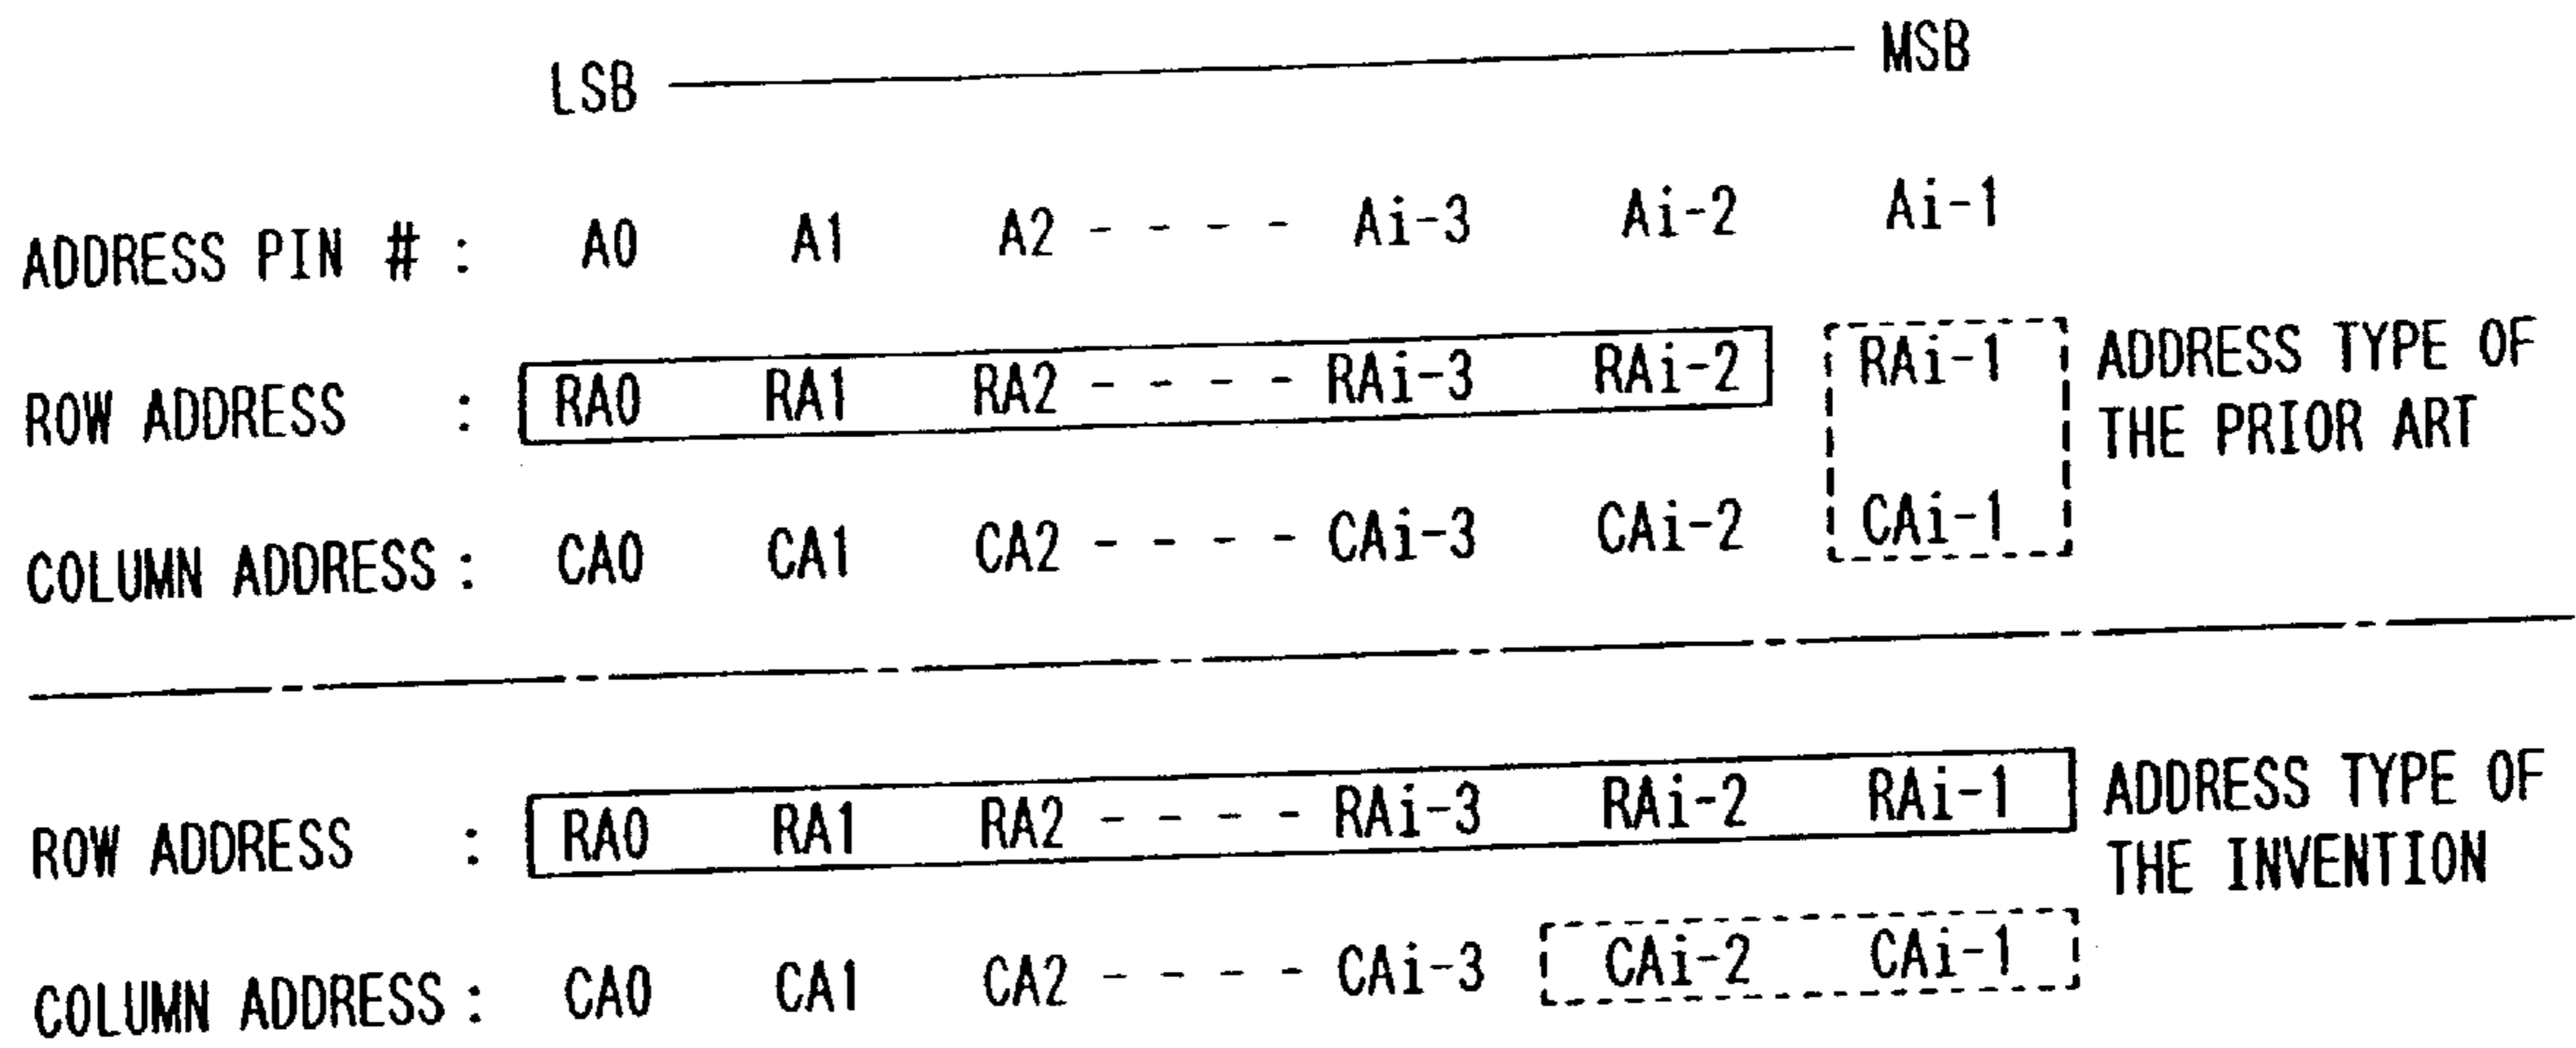 LSB MSB
ADDRESS PIN # : A0 A1 A2 - - - - Ai-3 Ai-2 Ai-1
ROW ADDRESS : RA0 RA1 RA2 - - - - RAi-3 RAi-2 RAi-1 ADDRESS TYPE OF
THE PRIOR ART
COLUMN ADDRESS : CA0 CA1 CA2 - - - - CAi-3 CAi-2 CAi-1
ROW ADDRESS : RA0 RA1 RA2 - - - - RAi-3 RAi-2 RAi-1 ADDRESS TYPE OF
THE INVENTION
COLUMN ADDRESS : CA0 CA1 CA2 - - - - CAi-3 CAi-2 CAi-1